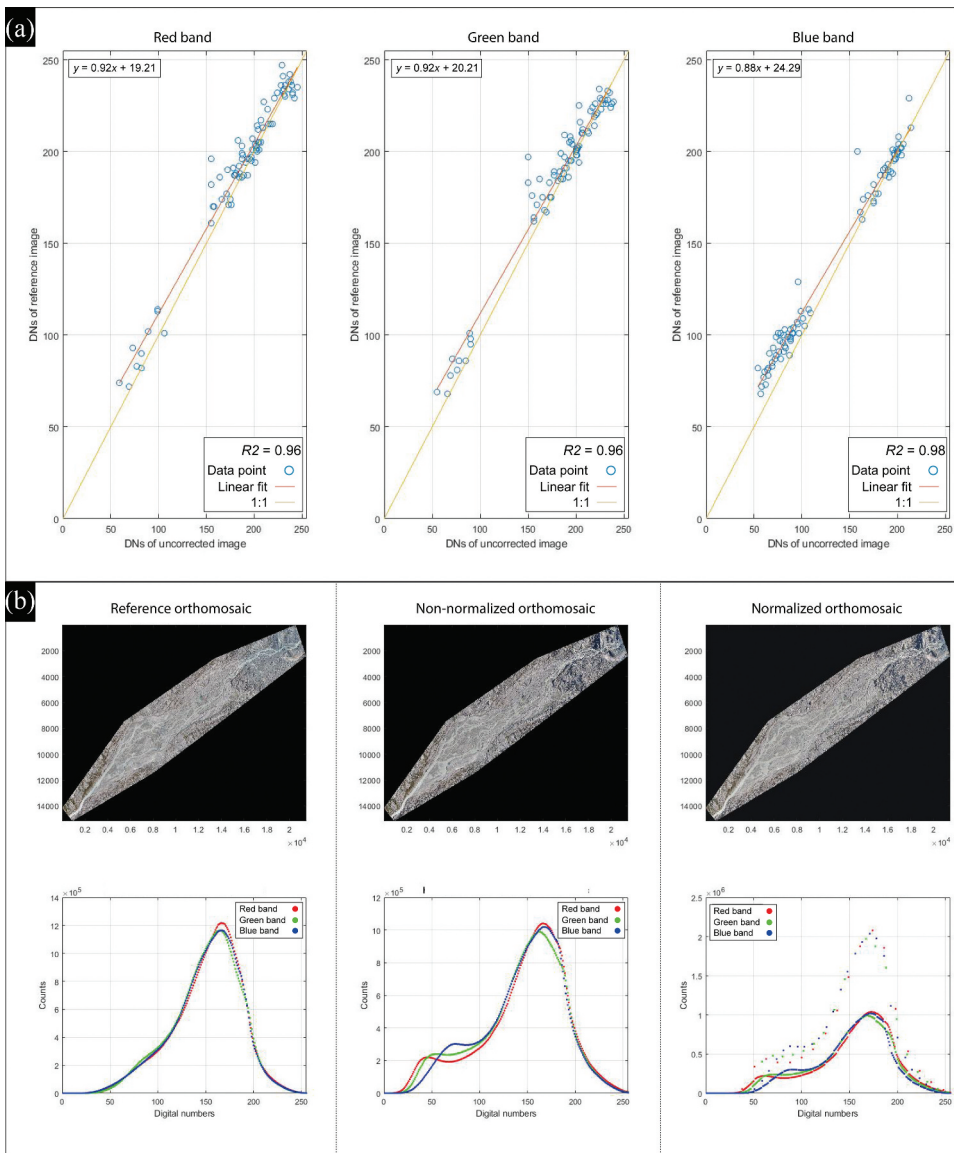 (a)
Red band
Green band
Blue band
y = 0.92x + 19.21
y = 0.92x + 20.21
y = 0.88x + 24.29
250
200
150
100
50
0
DNs of reference image
R2 = 0.96
Data point
Linear fit
1:1
0 50 100 150 200 250
DNs of uncorrected image
250
200
150
100
50
0
DNs of reference image
R2 = 0.96
Data point
Linear fit
1:1
0 50 100 150 200 250
DNs of uncorrected image
250
200
150
100
50
0
DNs of reference image
R2 = 0.98
Data point
Linear fit
1:1
0 50 100 150 200 250
DNs of uncorrected image
(b)
Reference orthomosaic
Non-normalized orthomosaic
Normalized orthomosaic
2000
4000
6000
8000
10000
12000
14000
0.2 0.4 0.6 0.8 1 1.2 1.4 1.6 1.8 2
× 10⁴
2000
4000
6000
8000
10000
12000
14000
0.2 0.4 0.6 0.8 1 1.2 1.4 1.6 1.8 2
× 10⁴
2000
4000
6000
8000
10000
12000
14000
0.2 0.4 0.6 0.8 1 1.2 1.4 1.6 1.8 2
× 10⁴
× 10⁵
14
12
10
8
6
4
2
0
Counts
Red band
Green band
Blue band
0 50 100 150 200 250
Digital numbers
× 10⁵
12
10
8
6
4
2
0
Counts
Red band
Green band
Blue band
0 50 100 150 200 250
Digital numbers
× 10⁶
2.5
2
1.5
1
0.5
0
Counts
Red band
Green band
Blue band
0 50 100 150 200 250
Digital numbers